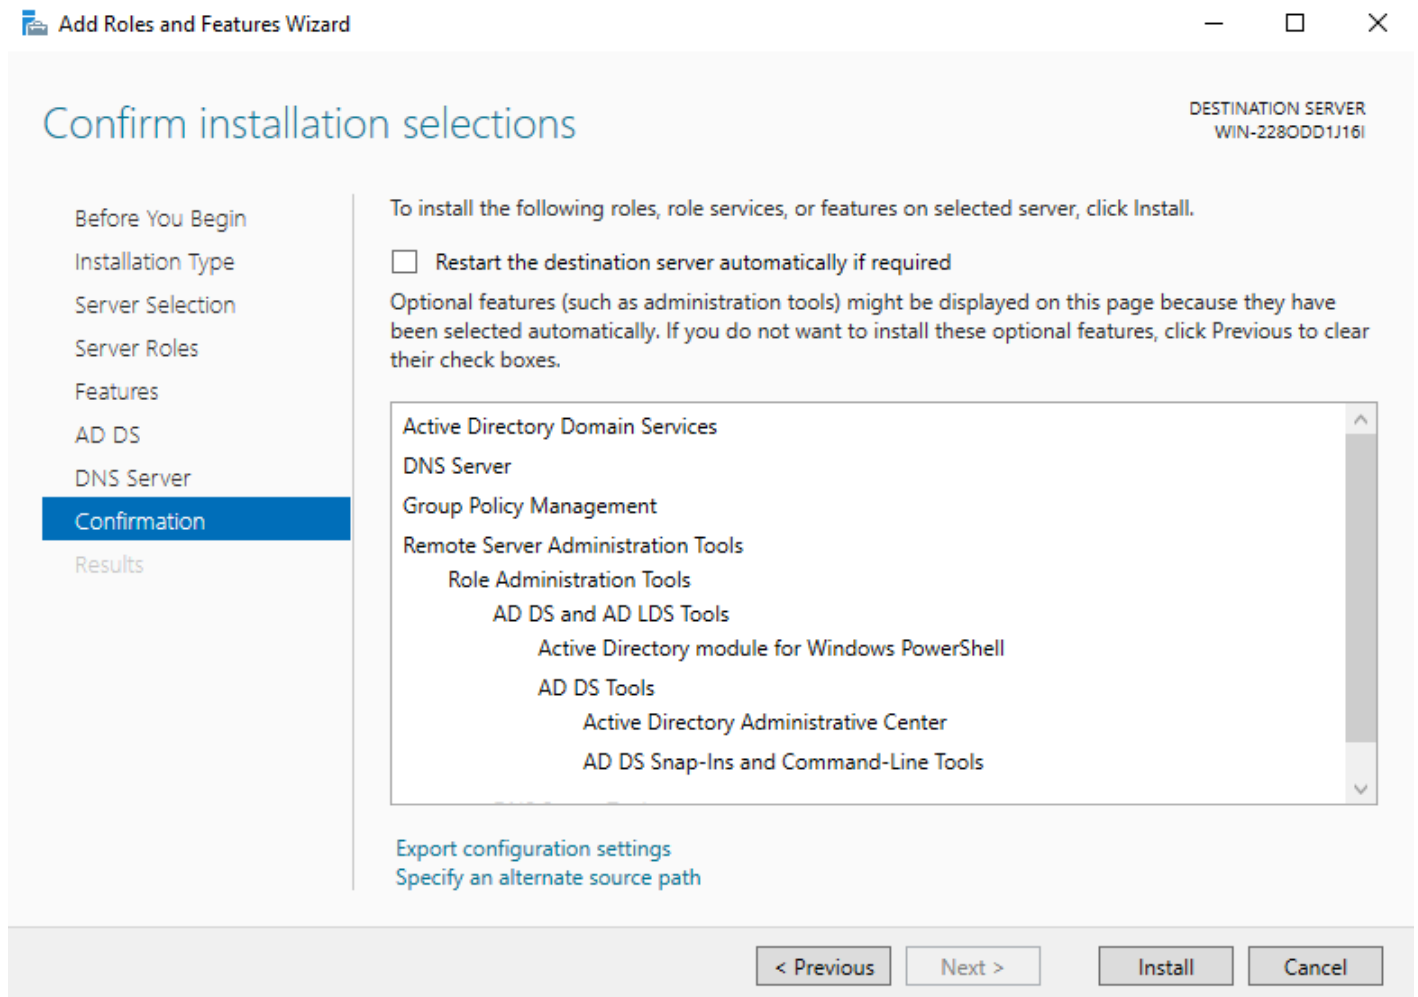 Add Roles and Features Wizard
Confirm installation selections
DESTINATION SERVER
WIN-228ODD1J16I
Before You Begin
Installation Type
Server Selection
Server Roles
Features
AD DS
DNS Server
Confirmation
Results
To install the following roles, role services, or features on selected server, click Install.
Restart the destination server automatically if required
Optional features (such as administration tools) might be displayed on this page because they have
been selected automatically. If you do not want to install these optional features, click Previous to clear
their check boxes.
Active Directory Domain Services
DNS Server
Group Policy Management
Remote Server Administration Tools
Role Administration Tools
AD DS and AD LDS Tools
Active Directory module for Windows PowerShell
AD DS Tools
Active Directory Administrative Center
AD DS Snap-Ins and Command-Line Tools
Export configuration settings
Specify an alternate source path
< Previous
Next >
Install
Cancel